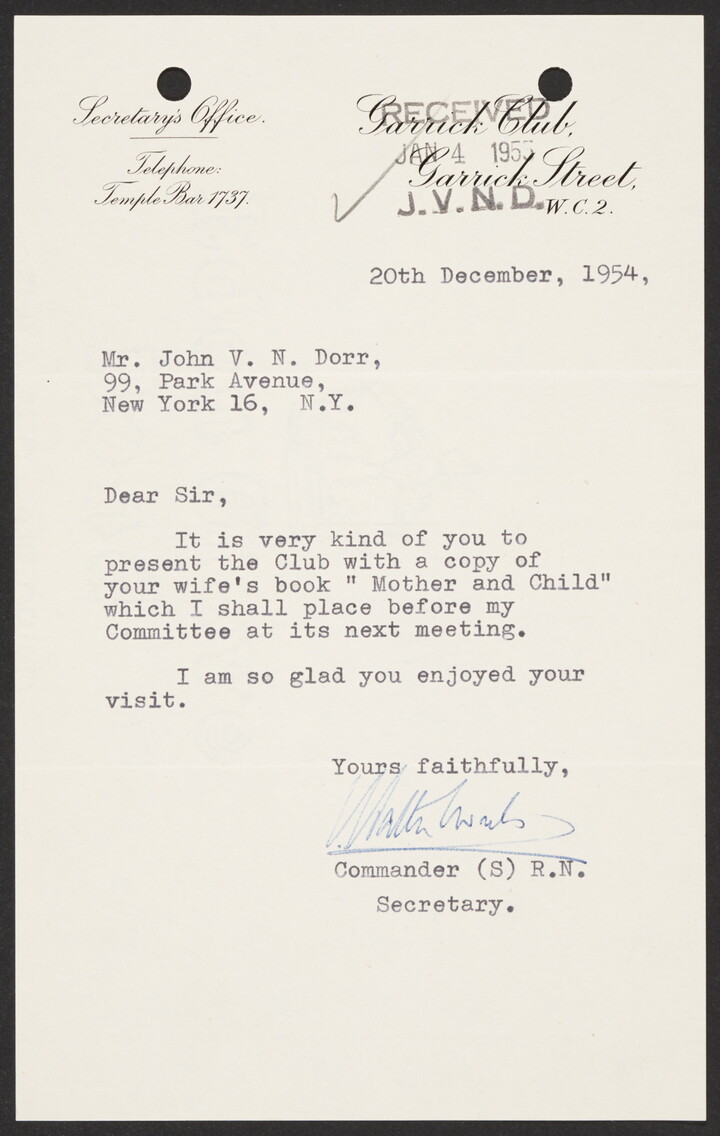 Secretary's Office.
Telephone:
Temple Bar 1737.
Garrick Club,
Garrick Street,
W.C.2.
RECEIVED
JAN 4 1955
J.V.N.D.
20th December, 1954,
Mr. John V. N. Dorr,
99, Park Avenue,
New York 16, N.Y.
Dear Sir,
It is very kind of you to
present the Club with a copy of
your wife's book " Mother and Child"
which I shall place before my
Committee at its next meeting.
I am so glad you enjoyed your
visit.
Yours faithfully,
Commander (S) R.N.
Secretary.